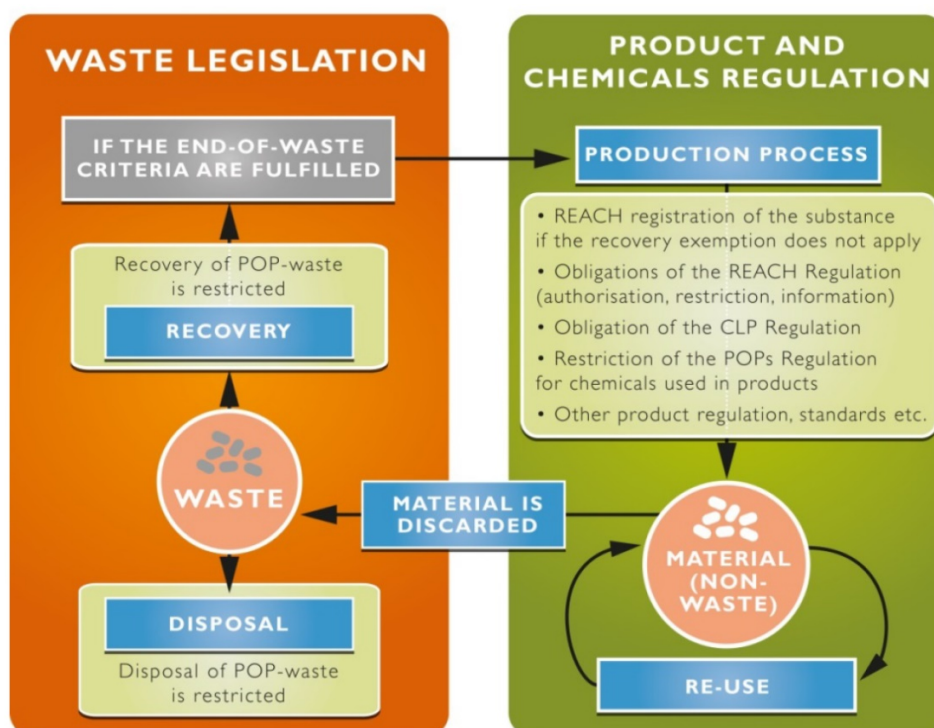 WASTE LEGISLATION
IF THE END-OF-WASTE
CRITERIA ARE FULFILLED
Recovery of POP-waste
is restricted
RECOVERY
WASTE
DISPOSAL
Disposal of POP-waste
is restricted
MATERIAL IS
DISCARDED
PRODUCT AND
CHEMICALS REGULATION
PRODUCTION PROCESS
• REACH registration of the substance
if the recovery exemption does not apply
• Obligations of the REACH Regulation
(authorisation, restriction, information)
• Obligation of the CLP Regulation
• Restriction of the POPs Regulation
for chemicals used in products
• Other product regulation, standards etc.
MATERIAL
(NON-
WASTE)
RE-USE